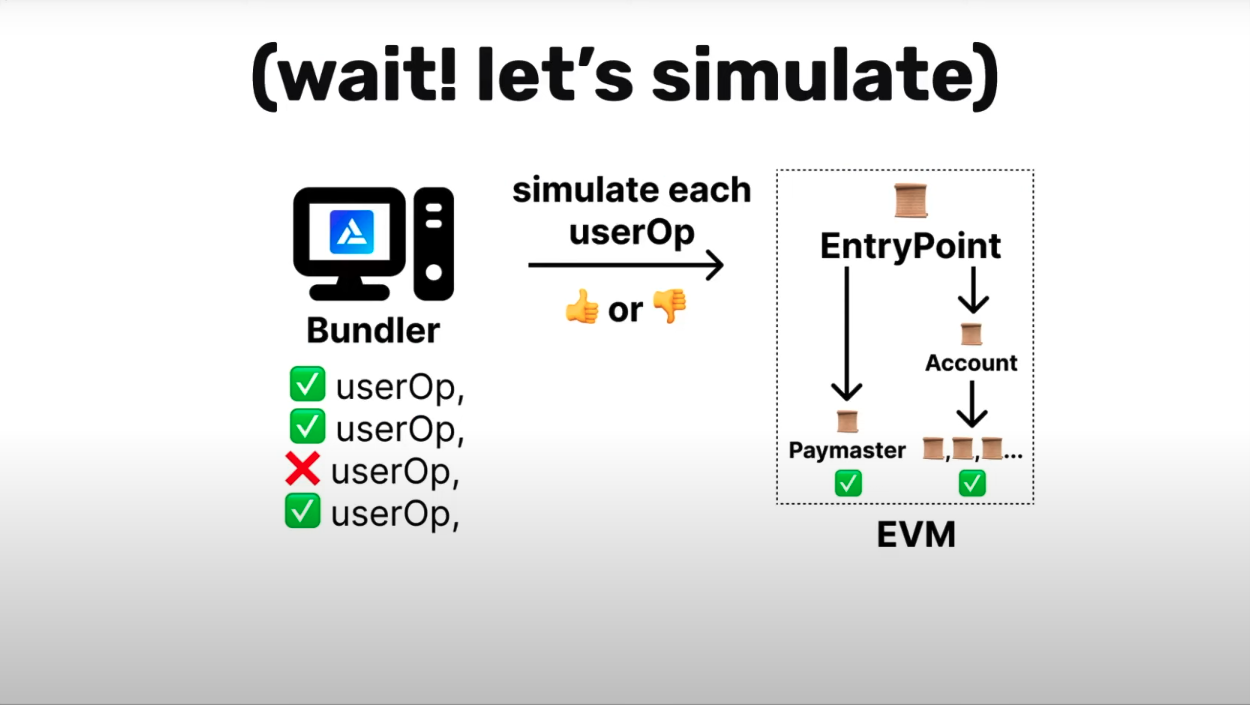 (wait! let’s simulate)
simulate each
userOp
👍 or 👎
Bundler
✅ userOp,
✅ userOp,
❌ userOp,
✅ userOp,
EntryPoint
Account
Paymaster
, , ...
EVM